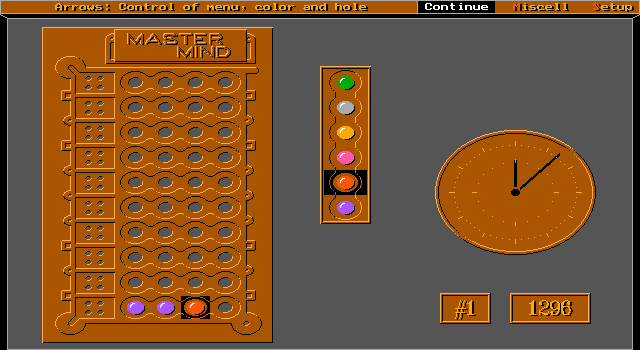 Arrows: Control of menu, color and hole Continue Miscell Setup
MASTER
MIND
#1 1296